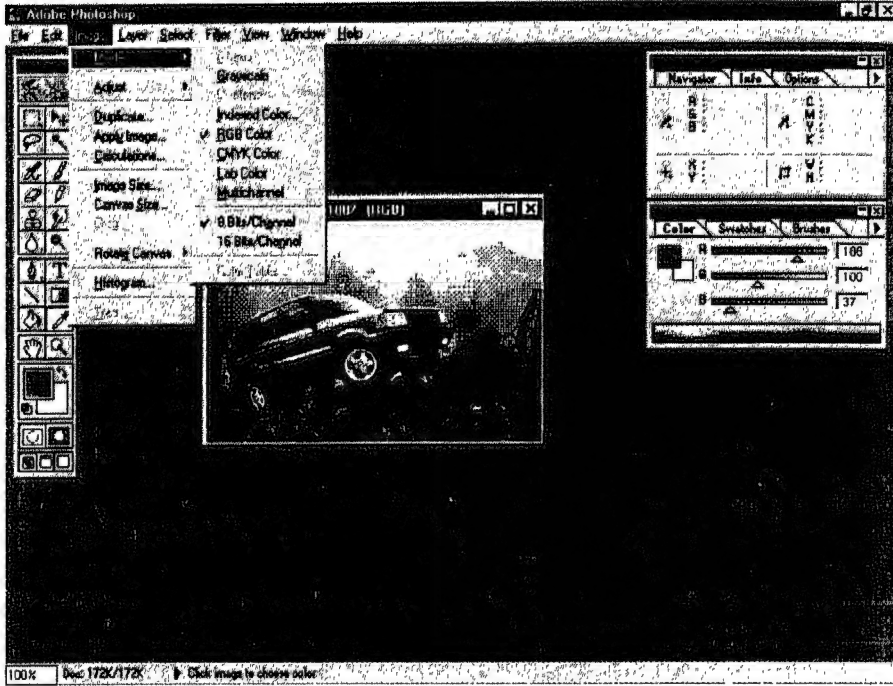 Adobe Photoshop
File Edit Image Layer Select Filter View Window Help
Mode
Adjust
Duplicate...
Apply Image...
Calculations...
Image Size...
Canvas Size...
Rotate Canvas
Histogram...
Grayscale
Indexed Color...
RGB Color
CMYK Color
Lab Color
Multichannel
8 Bits/Channel
16 Bits/Channel
100% (RGB)
Navigator Info Options
R
G
B
C
M
Y
K
X
Y
W
H
Color Swatches Brushes
R 166
G 100
B 37
100% Doc: 172K/172K Click image to choose color